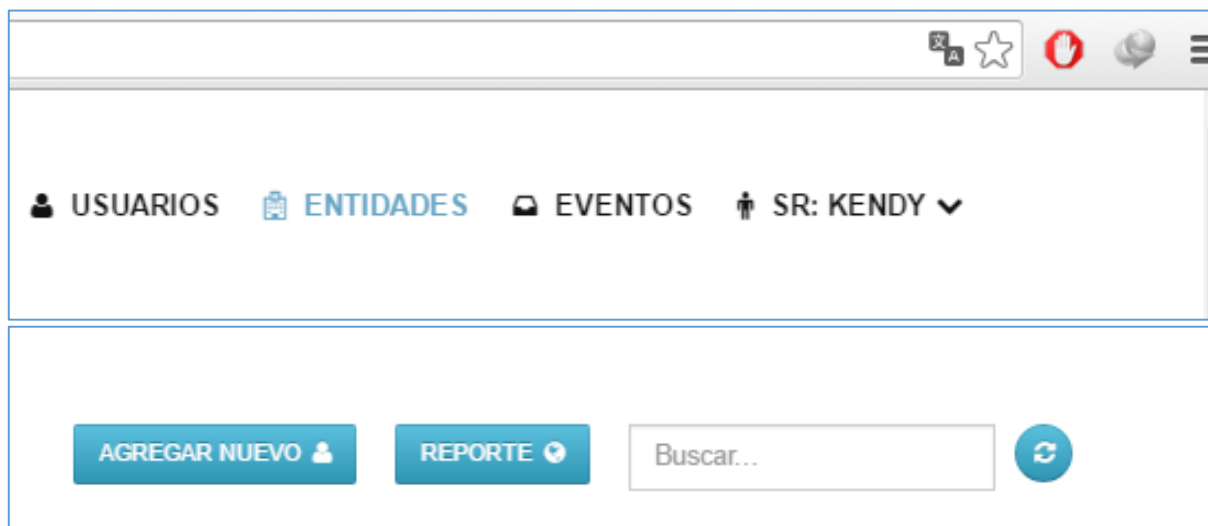 USUARIOS ENTIDADES EVENTOS SR: KENDY
AGREGAR NUEVO REPORTE Buscar...